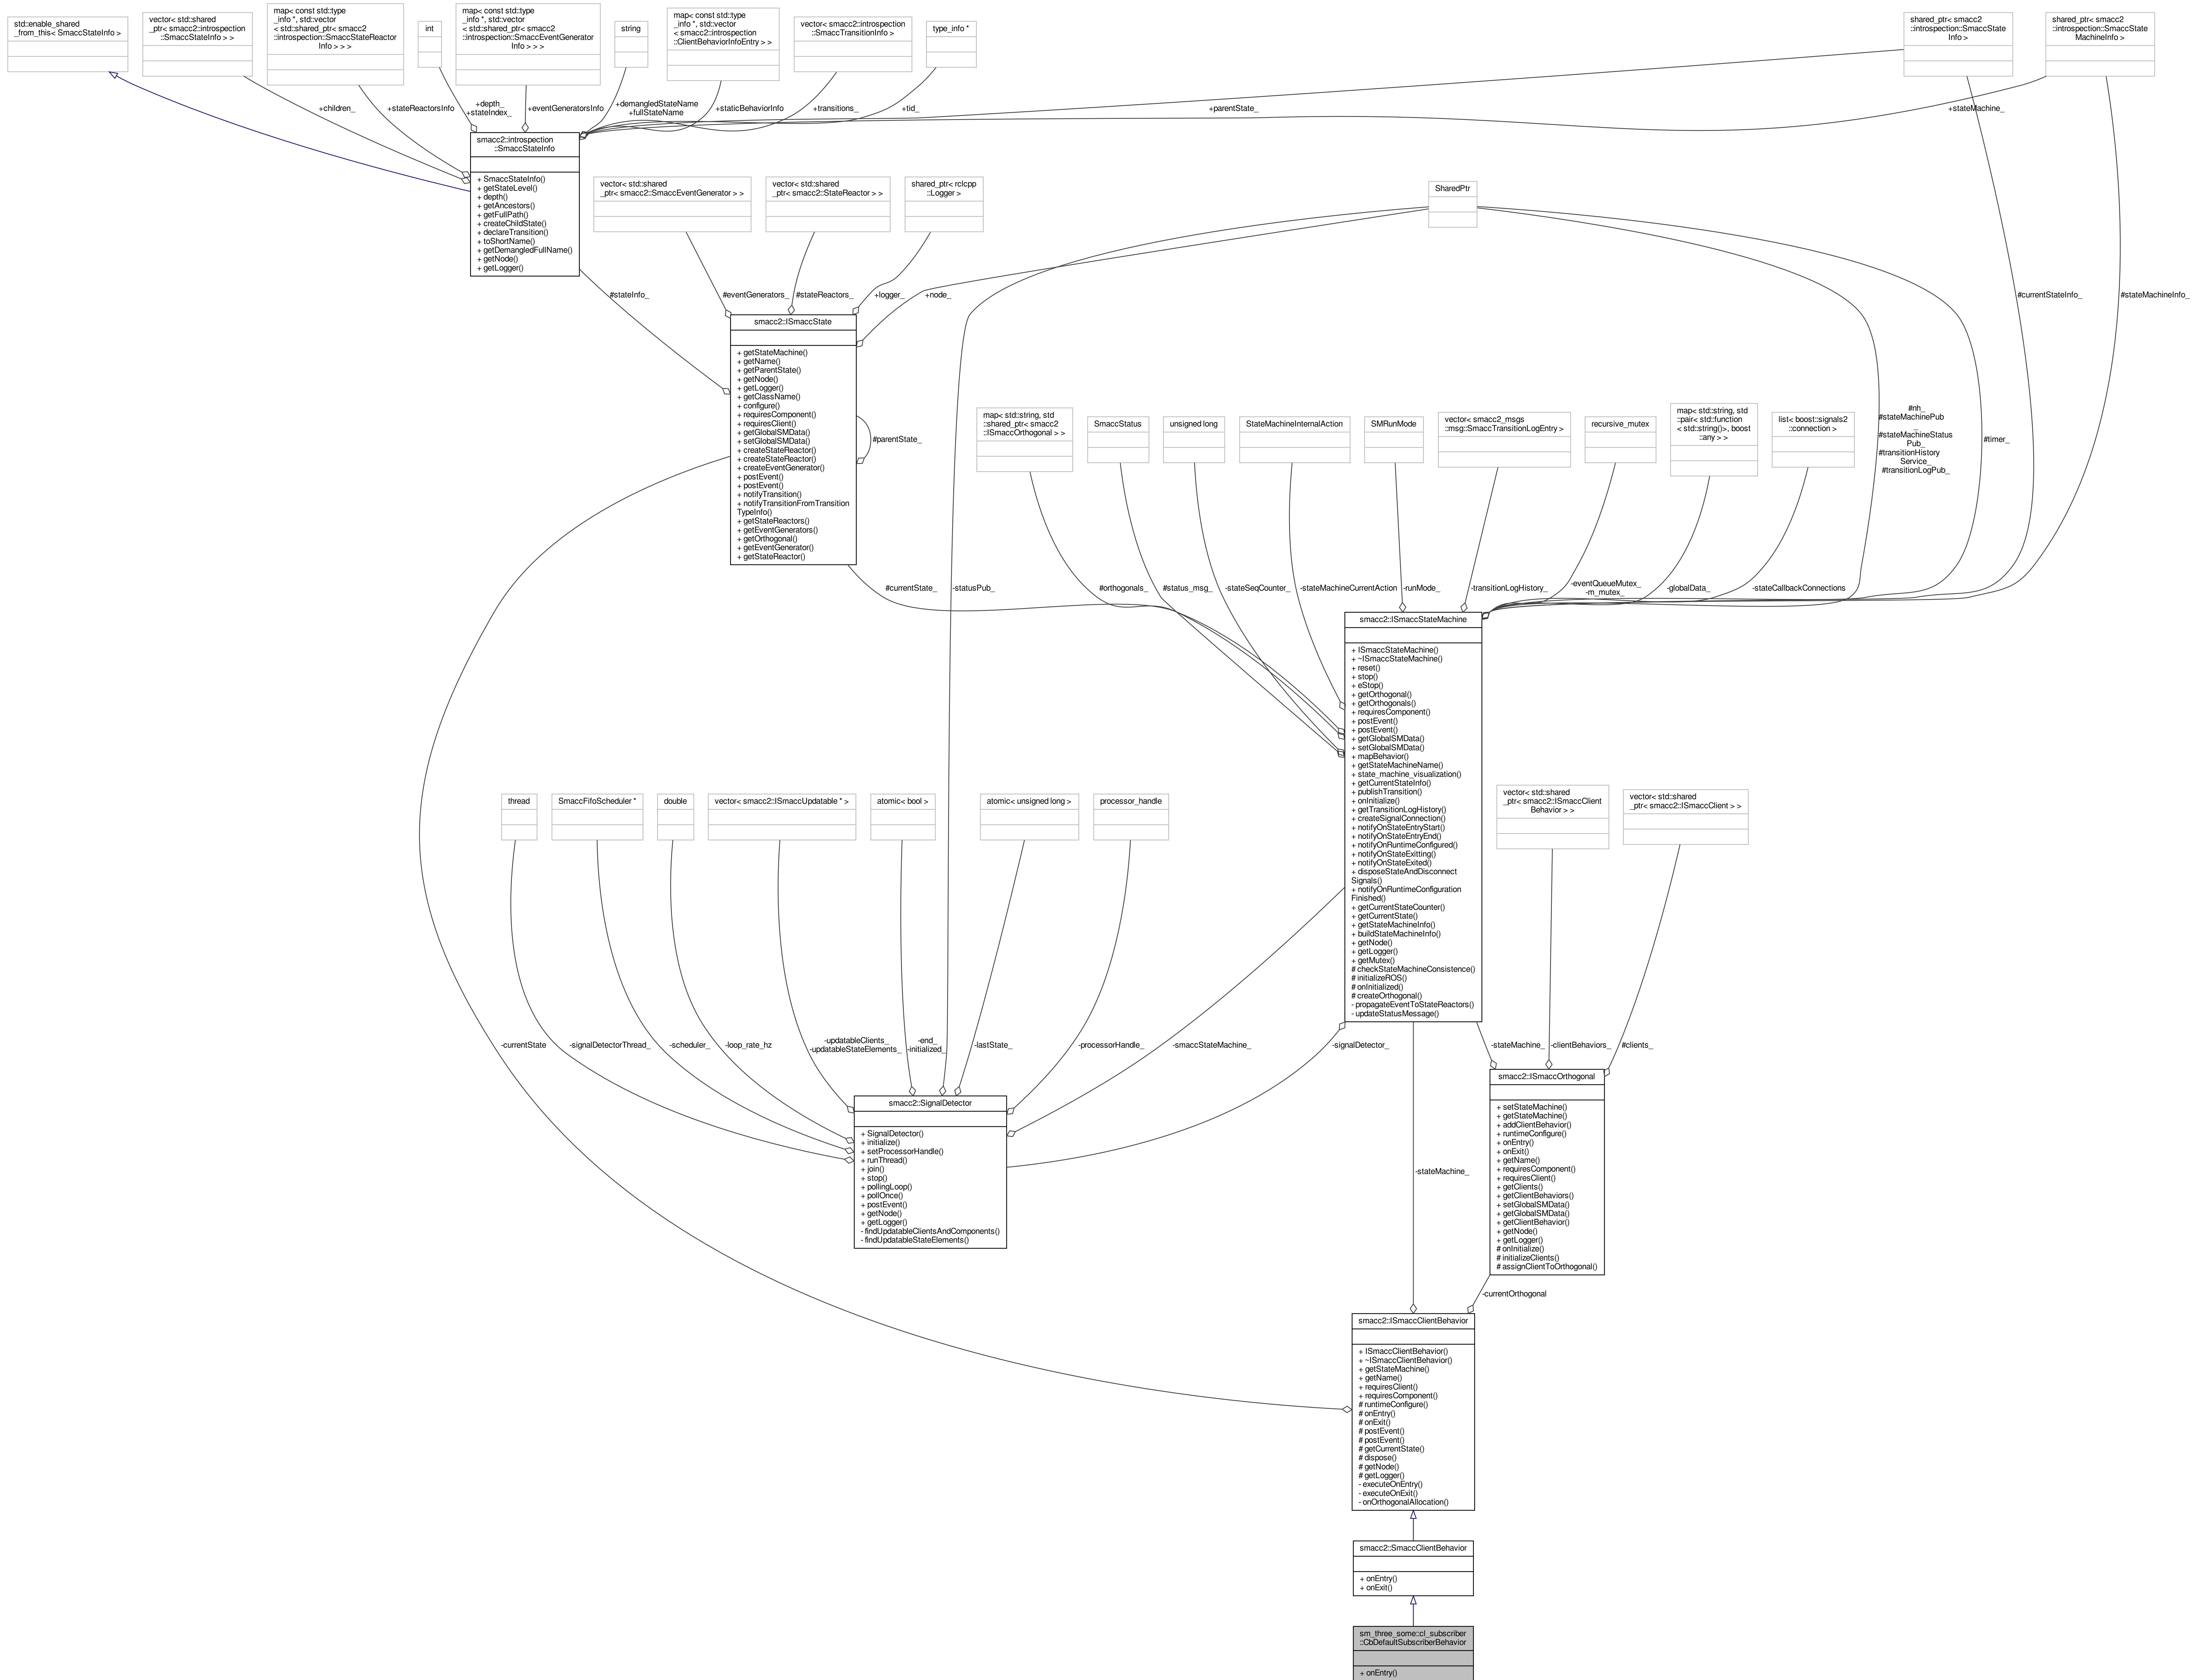 std::enable_shared
_from_this< SmaccStateInfo >
vector< std::shared
_ptr< smacc2::introspection
::SmaccStateInfo > >
map< const std::type
_info *, std::vector
< std::shared_ptr< smacc2
::introspection::SmaccStateReactor
Info > > >
int
map< const std::type
_info *, std::vector
< std::shared_ptr< smacc2
::introspection::SmaccEventGenerator
Info > > >
string
map< const std::type
_info *, std::vector
< smacc2::introspection
::ClientBehaviorInfoEntry > >
vector< smacc2::introspection
::SmaccTransitionInfo >
type_info *
shared_ptr< smacc2
::introspection::SmaccState
Info >
shared_ptr< smacc2
::introspection::SmaccState
MachineInfo >
+children_
+stateReactorsInfo
+depth_
+stateIndex_
+eventGeneratorsInfo
+demangledStateName
+fullStateName
+staticBehaviorInfo
+transitions_
+tid_
+parentState_
+stateMachine_
smacc2::introspection
::SmaccStateInfo
+ SmaccStateInfo()
+ getStateLevel()
+ depth()
+ getAncestors()
+ getFullPath()
+ createChildState()
+ declareTransition()
+ toShortName()
+ getDemangledFullName()
+ getNode()
+ getLogger()
vector< std::shared
_ptr< smacc2::SmaccEventGenerator > >
vector< std::shared
_ptr< smacc2::StateReactor > >
shared_ptr< rclcpp
::Logger >
SharedPtr
#stateInfo_
#eventGenerators_
#stateReactors_
+logger_
+node_
#currentStateInfo_
#stateMachineInfo_
smacc2::ISmaccState
+ getStateMachine()
+ getName()
+ getParentState()
+ getNode()
+ getLogger()
+ getClassName()
+ configure()
+ requiresComponent()
+ requiresClient()
+ getGlobalSMData()
+ setGlobalSMData()
+ createStateReactor()
+ createStateReactor()
+ createEventGenerator()
+ postEvent()
+ postEvent()
+ notifyTransition()
+ notifyTransitionFromTransition
TypeInfo()
+ getStateReactors()
+ getEventGenerators()
+ getOrthogonal()
+ getEventGenerator()
+ getStateReactor()
#parentState_
map< std::string, std
::shared_ptr< smacc2
::ISmaccOrthogonal > >
SmaccStatus
unsigned long
StateMachineInternalAction
SMRunMode
vector< smacc2_msgs
::msg::SmaccTransitionLogEntry >
recursive_mutex
map< std::string, std
::pair< std::function
< std::string()>, boost
::any > >
list< boost::signals2
::connection >
#nh_
#stateMachinePub
_
#stateMachineStatus
Pub_
#transitionHistory
Service_
#transitionLogPub_
#timer_
#currentState_
-statusPub_
#orthogonals_
#status_msg_
-stateSeqCounter_
-stateMachineCurrentAction
-runMode_
-transitionLogHistory_
-eventQueueMutex_
-m_mutex_
-globalData_
-stateCallbackConnections
smacc2::ISmaccStateMachine
+ ISmaccStateMachine()
+ ~ISmaccStateMachine()
+ reset()
+ stop()
+ eStop()
+ getOrthogonal()
+ getOrthogonals()
+ requiresComponent()
+ postEvent()
+ postEvent()
+ getGlobalSMData()
+ setGlobalSMData()
+ mapBehavior()
+ getStateMachineName()
+ state_machine_visualization()
+ getCurrentStateInfo()
+ publishTransition()
+ onInitialize()
+ getTransitionLogHistory()
+ createSignalConnection()
+ notifyOnStateEntryStart()
+ notifyOnStateEntryEnd()
+ notifyOnRuntimeConfigured()
+ notifyOnStateExitting()
+ notifyOnStateExited()
+ disposeStateAndDisconnect
Signals()
+ notifyOnRuntimeConfiguration
Finished()
+ getCurrentStateCounter()
+ getCurrentState()
+ getStateMachineInfo()
+ buildStateMachineInfo()
+ getNode()
+ getLogger()
+ getMutex()
# checkStateMachineConsistence()
# initializeROS()
# onInitialized()
# createOrthogonal()
- propagateEventToStateReactors()
- updateStatusMessage()
thread
SmaccFifoScheduler *
double
vector< smacc2::ISmaccUpdatable * >
atomic< bool >
atomic< unsigned long >
processor_handle
vector< std::shared
_ptr< smacc2::ISmaccClient
Behavior > >
vector< std::shared
_ptr< smacc2::ISmaccClient > >
-currentState
-signalDetectorThread_
-scheduler_
-loop_rate_hz
-updatableClients_
-updatableStateElements_
-end_
-initialized_
-lastState_
-processorHandle_
-smaccStateMachine_
-signalDetector_
-stateMachine_
-clientBehaviors_
#clients_
smacc2::SignalDetector
+ SignalDetector()
+ initialize()
+ setProcessorHandle()
+ runThread()
+ join()
+ stop()
+ pollingLoop()
+ pollOnce()
+ postEvent()
+ getNode()
+ getLogger()
- findUpdatableClientsAndComponents()
- findUpdatableStateElements()
smacc2::ISmaccOrthogonal
+ setStateMachine()
+ getStateMachine()
+ addClientBehavior()
+ runtimeConfigure()
+ onEntry()
+ onExit()
+ getName()
+ requiresComponent()
+ requiresClient()
+ getClients()
+ getClientBehaviors()
+ setGlobalSMData()
+ getGlobalSMData()
+ getClientBehavior()
+ getNode()
+ getLogger()
# onInitialize()
# initializeClients()
# assignClientToOrthogonal()
-stateMachine_
-currentOrthogonal
smacc2::ISmaccClientBehavior
+ ISmaccClientBehavior()
+ ~ISmaccClientBehavior()
+ getStateMachine()
+ getName()
+ requiresClient()
+ requiresComponent()
# runtimeConfigure()
# onEntry()
# onExit()
# postEvent()
# postEvent()
# getCurrentState()
# dispose()
# getNode()
# getLogger()
- executeOnEntry()
- executeOnExit()
- onOrthogonalAllocation()
smacc2::SmaccClientBehavior
+ onEntry()
+ onExit()
sm_three_some::cl_subscriber
::CbDefaultSubscriberBehavior
+ onEntry()